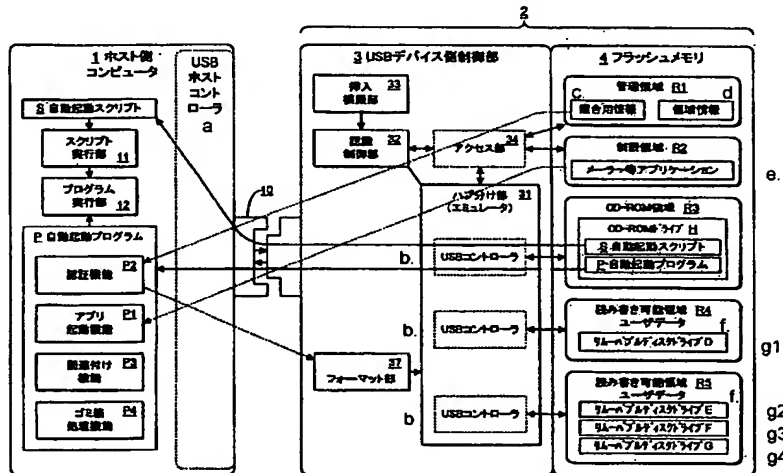 2
1 ホスト側
コンピュータ
USB
ホスト
コント
ローラ
a
S 自動起動スクリプト
スクリプト
実行部 11
プログラム
実行部 12
P 自動起動プログラム
認証機能 P2
アプリ
起動機能 P1
関連付け
機能 P3
ゴミ箱
処理機能 P4
10
3 USBデバイス側制御部
挿入
模擬部 33
認識
制御部 32
アクセス部 34
ハブ分け部 31
(エミュレータ)
b. USBコントローラ
b. USBコントローラ
b USBコントローラ
37
フォーマット部
4 フラッシュメモリ
管理領域 R1
c. 照合用情報
d 領域情報
制限領域 R2
メーラー等アプリケーション
e.
CD-ROM領域 R3
CD-ROMドライブ H
S 自動起動スクリプト
P 自動起動プログラム
読み書き可能領域 R4
ユーザデータ f.
リムーバブルディスクドライブ D
g1
読み書き可能領域 R5
ユーザデータ f.
リムーバブルディスクドライブ E
g2
リムーバブルディスクドライブ F
g3
リムーバブルディスクドライブ G
g4